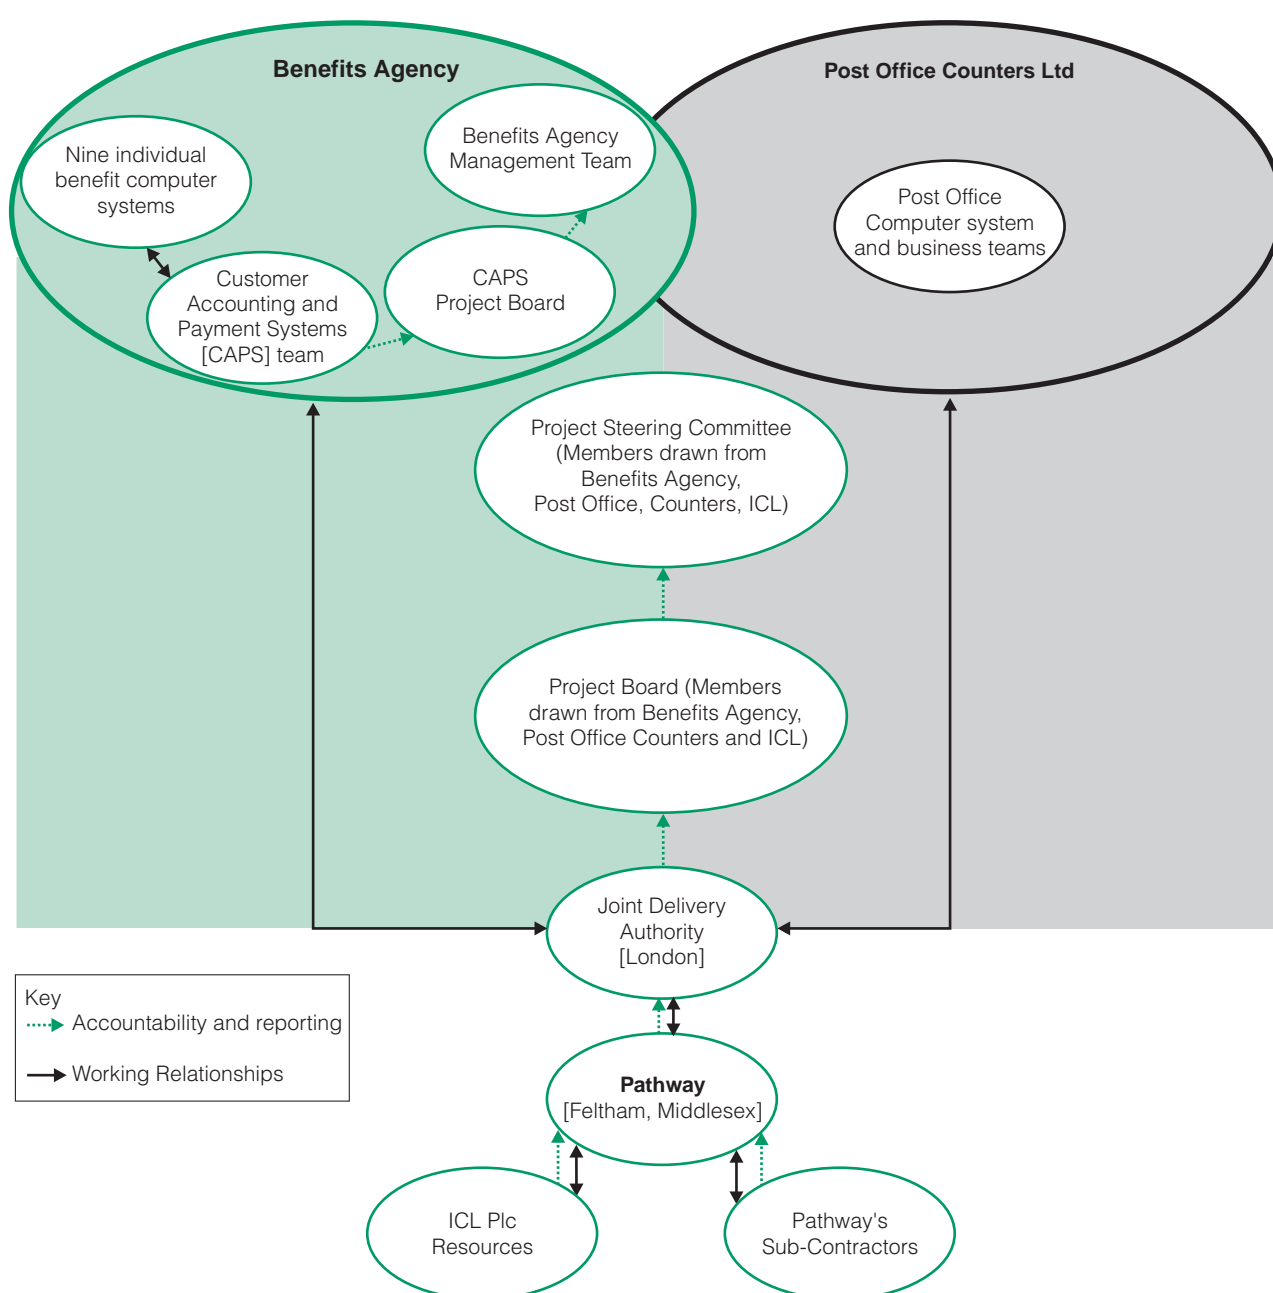 Benefits Agency
Post Office Counters Ltd
Benefits Agency
Management Team
Nine individual
benefit computer
systems
Post Office
Computer system
and business teams
Customer
Accounting and
Payment Systems
[CAPS] team
CAPS
Project Board
Project Steering Committee
(Members drawn from
Benefits Agency,
Post Office, Counters, ICL)
Project Board (Members
drawn from Benefits Agency,
Post Office Counters and ICL)
Joint Delivery
Authority
[London]
Key
Accountability and reporting
Working Relationships
Pathway
[Feltham, Middlesex]
ICL Plc
Resources
Pathway's
Sub-Contractors